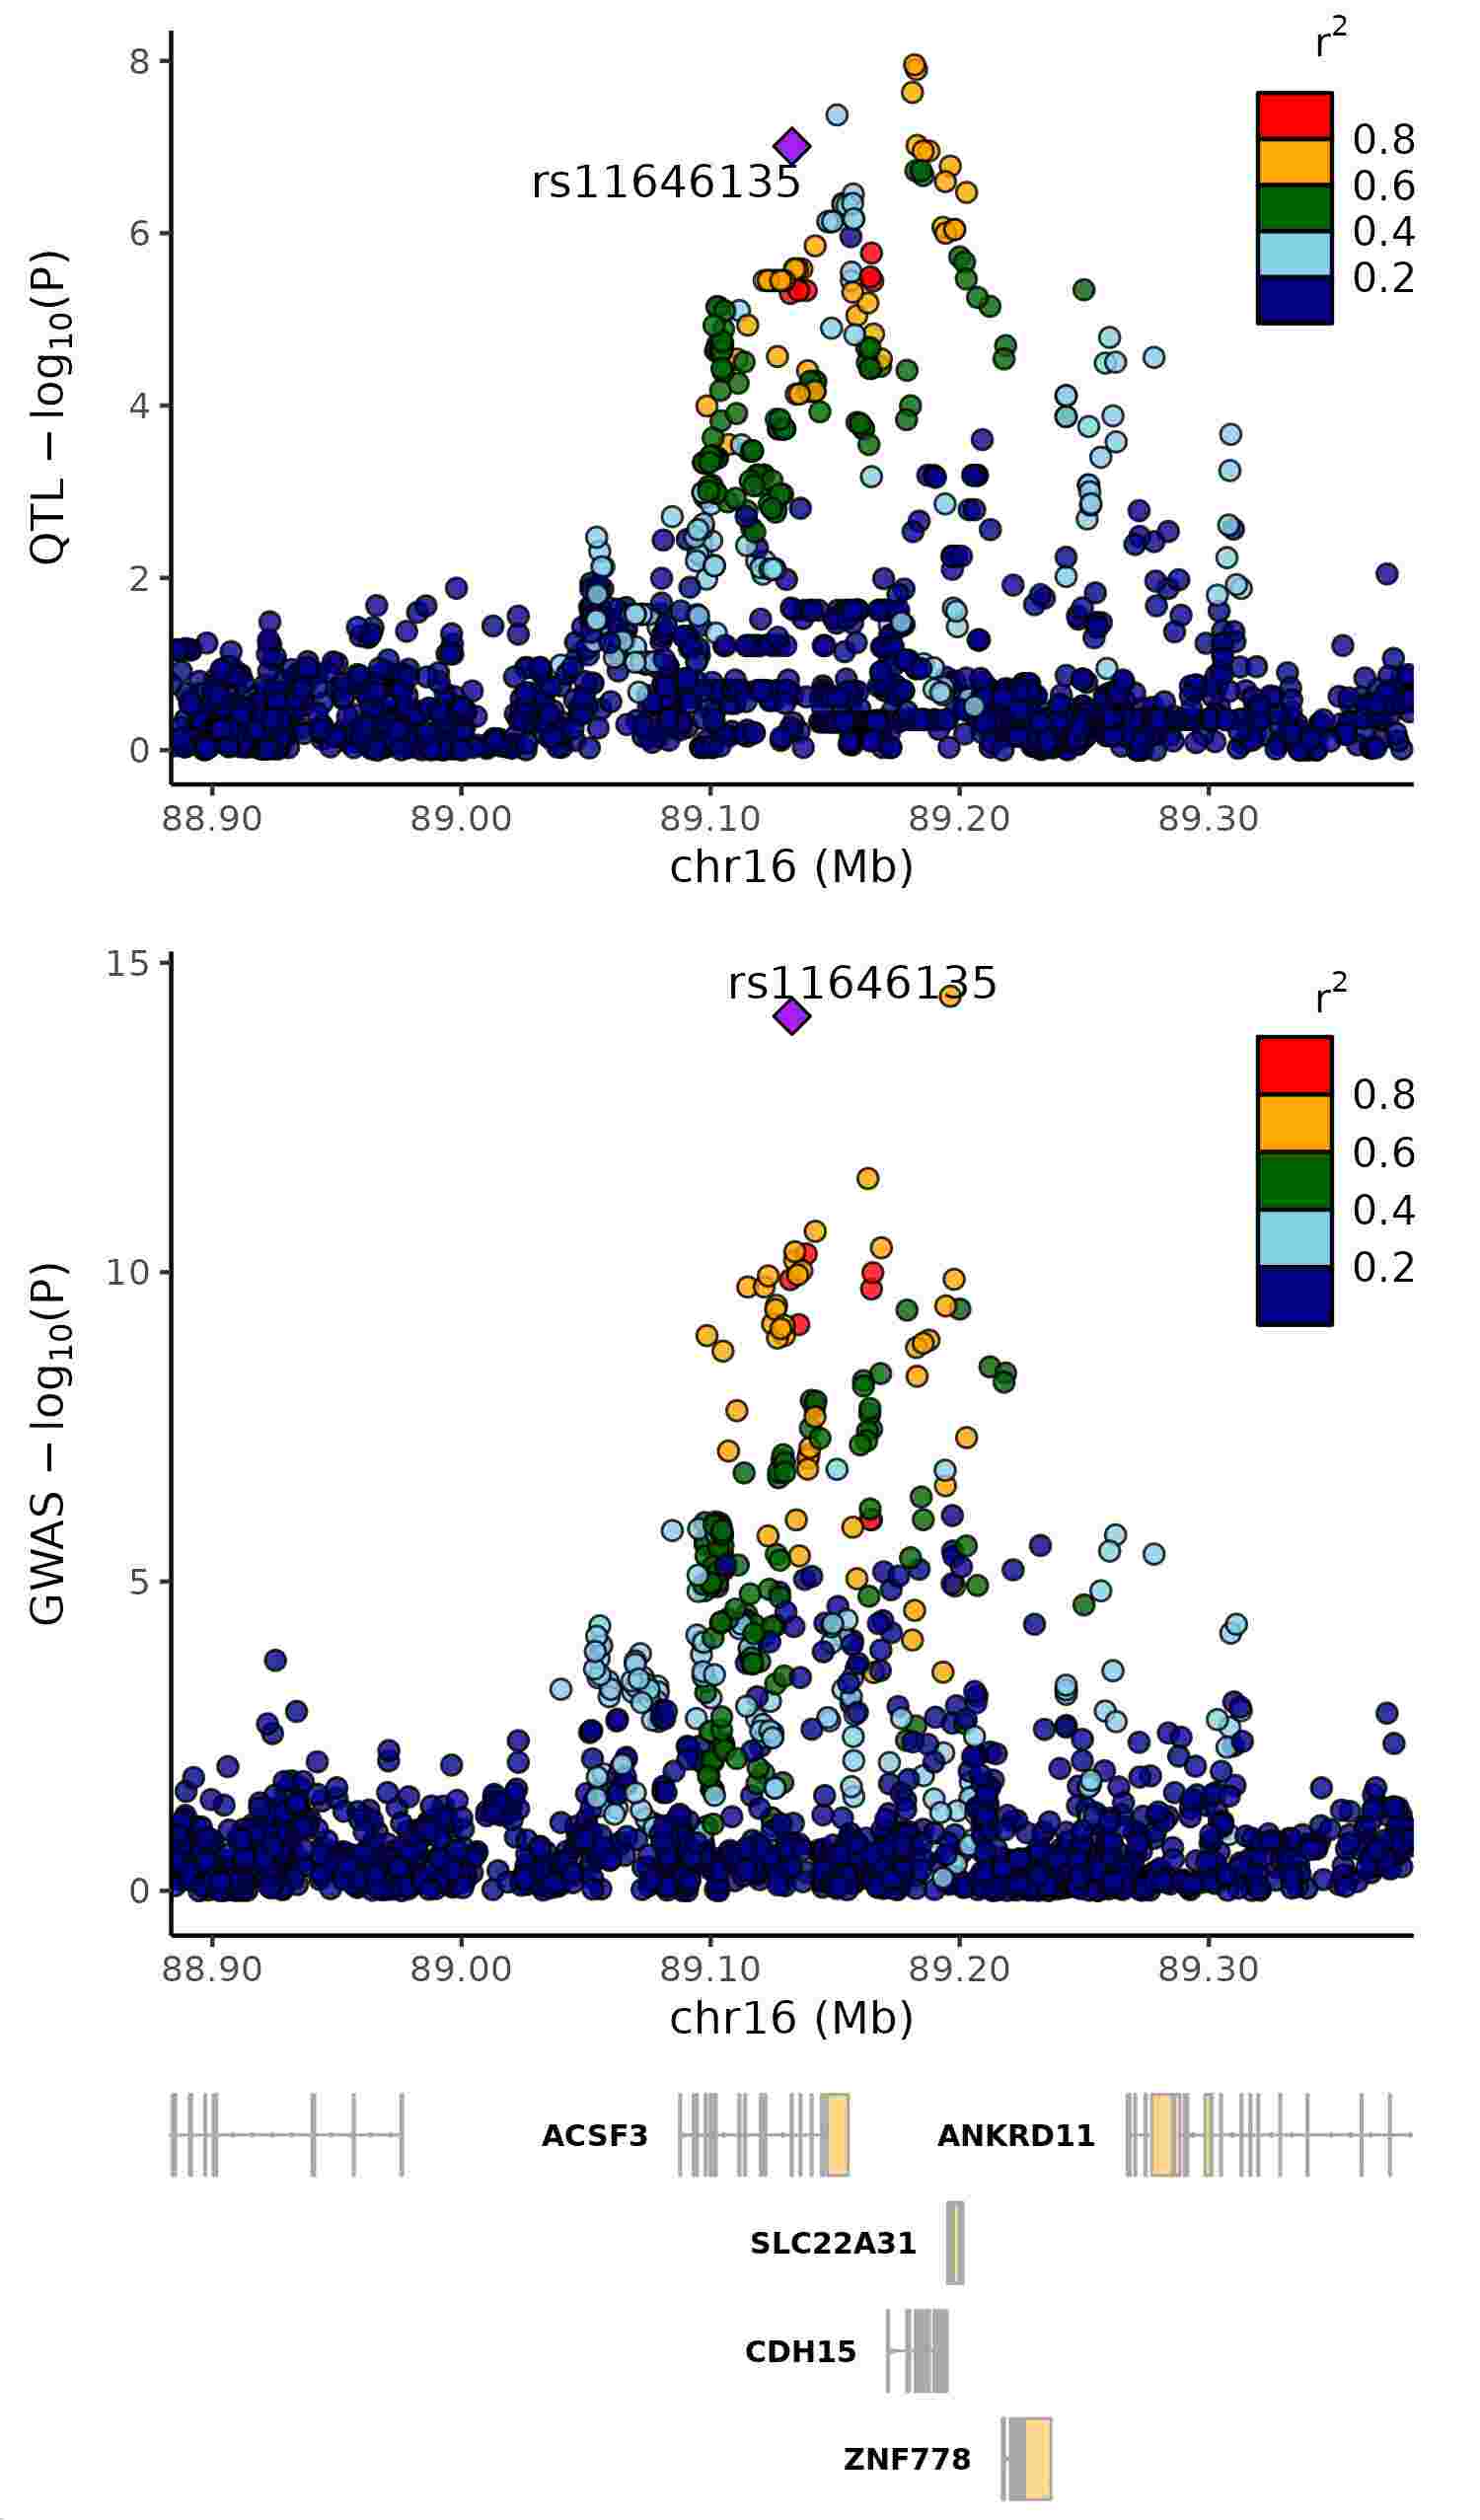 r2
8
0.8
rs11646135
0.6
6
0.4
0.2
QTL − log10(P)
4
2
0
88.90 89.00 89.10 89.20 89.30
chr16 (Mb)
15
rs11646135
r2
0.8
0.6
10
0.4
0.2
GWAS − log10(P)
5
0
88.90 89.00 89.10 89.20 89.30
chr16 (Mb)
ACSF3 ANKRD11
SLC22A31
CDH15
ZNF778